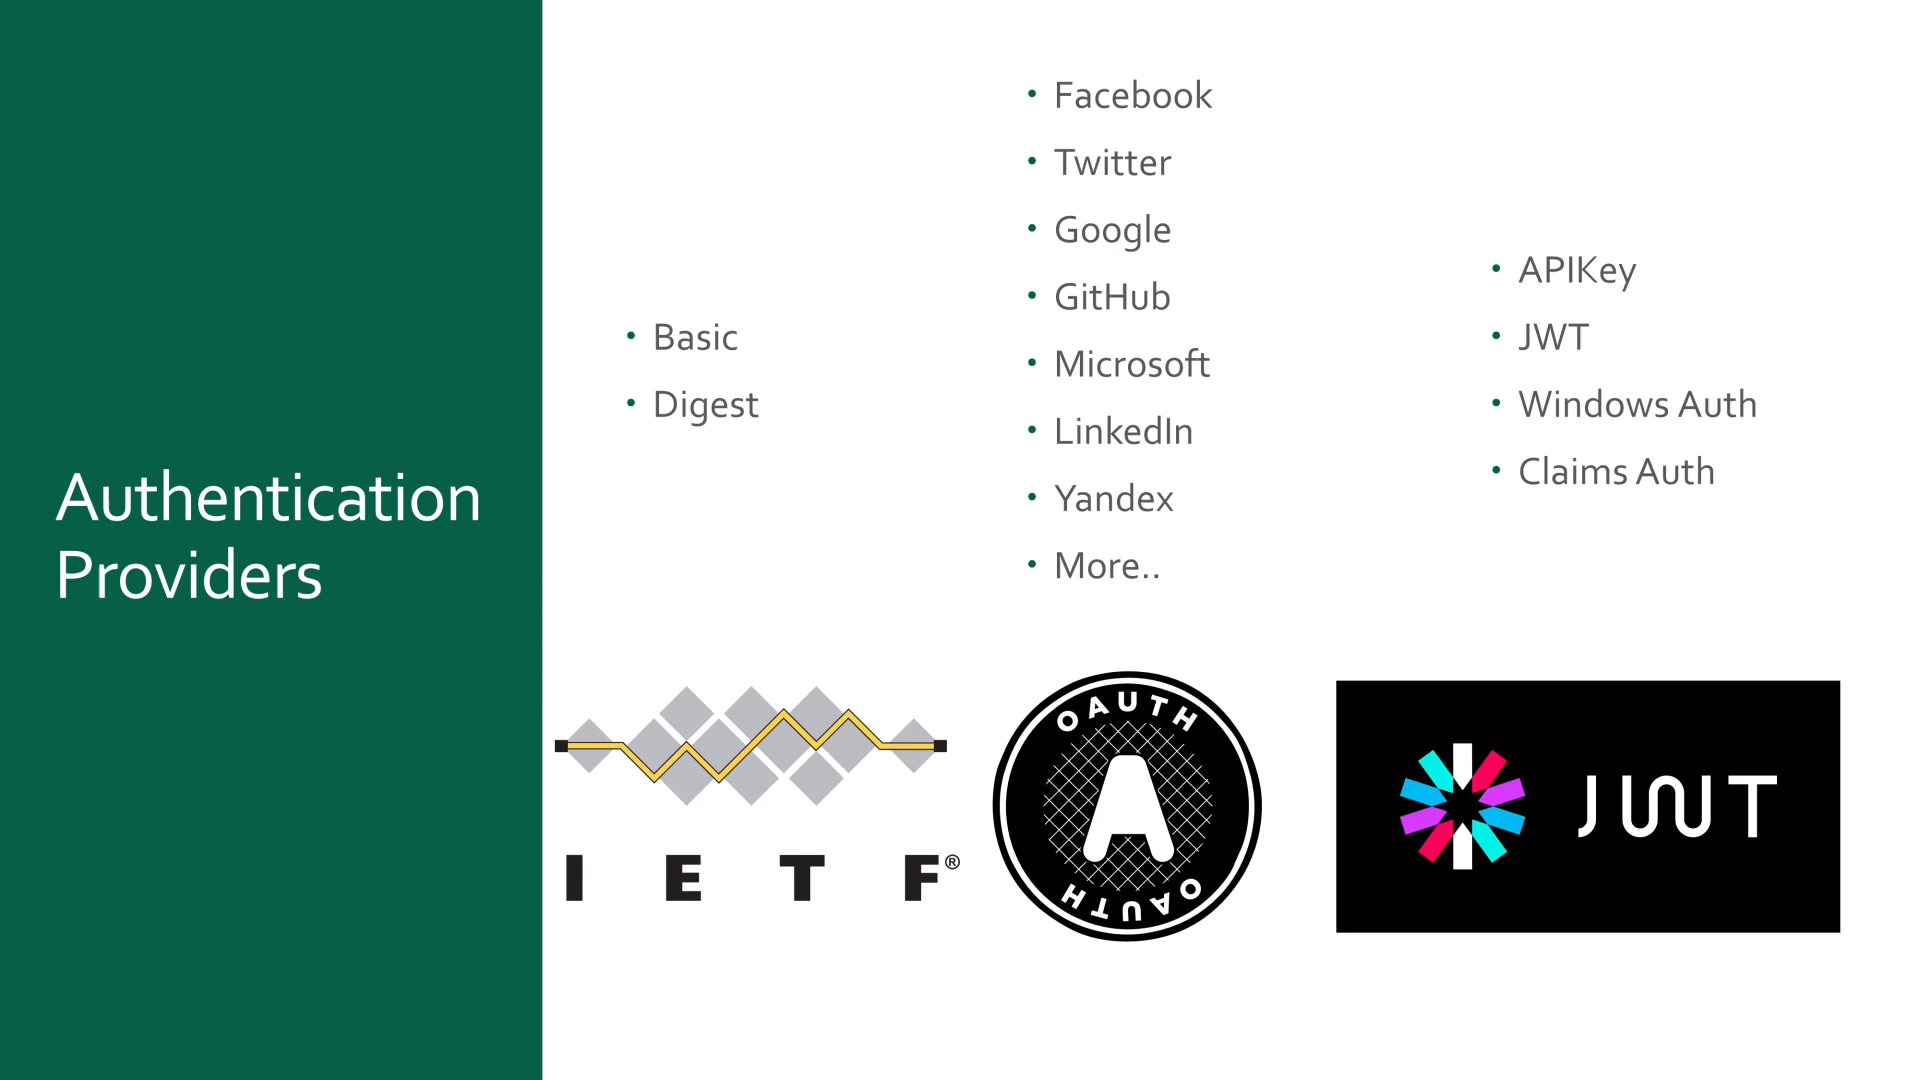 Authentication
Providers
• Basic
• Digest
• Facebook
• Twitter
• Google
• GitHub
• Microsoft
• LinkedIn
• Yandex
• More..
• APIKey
• JWT
• Windows Auth
• Claims Auth
I E T F®
OAUTH
A
OAUTH
JWT